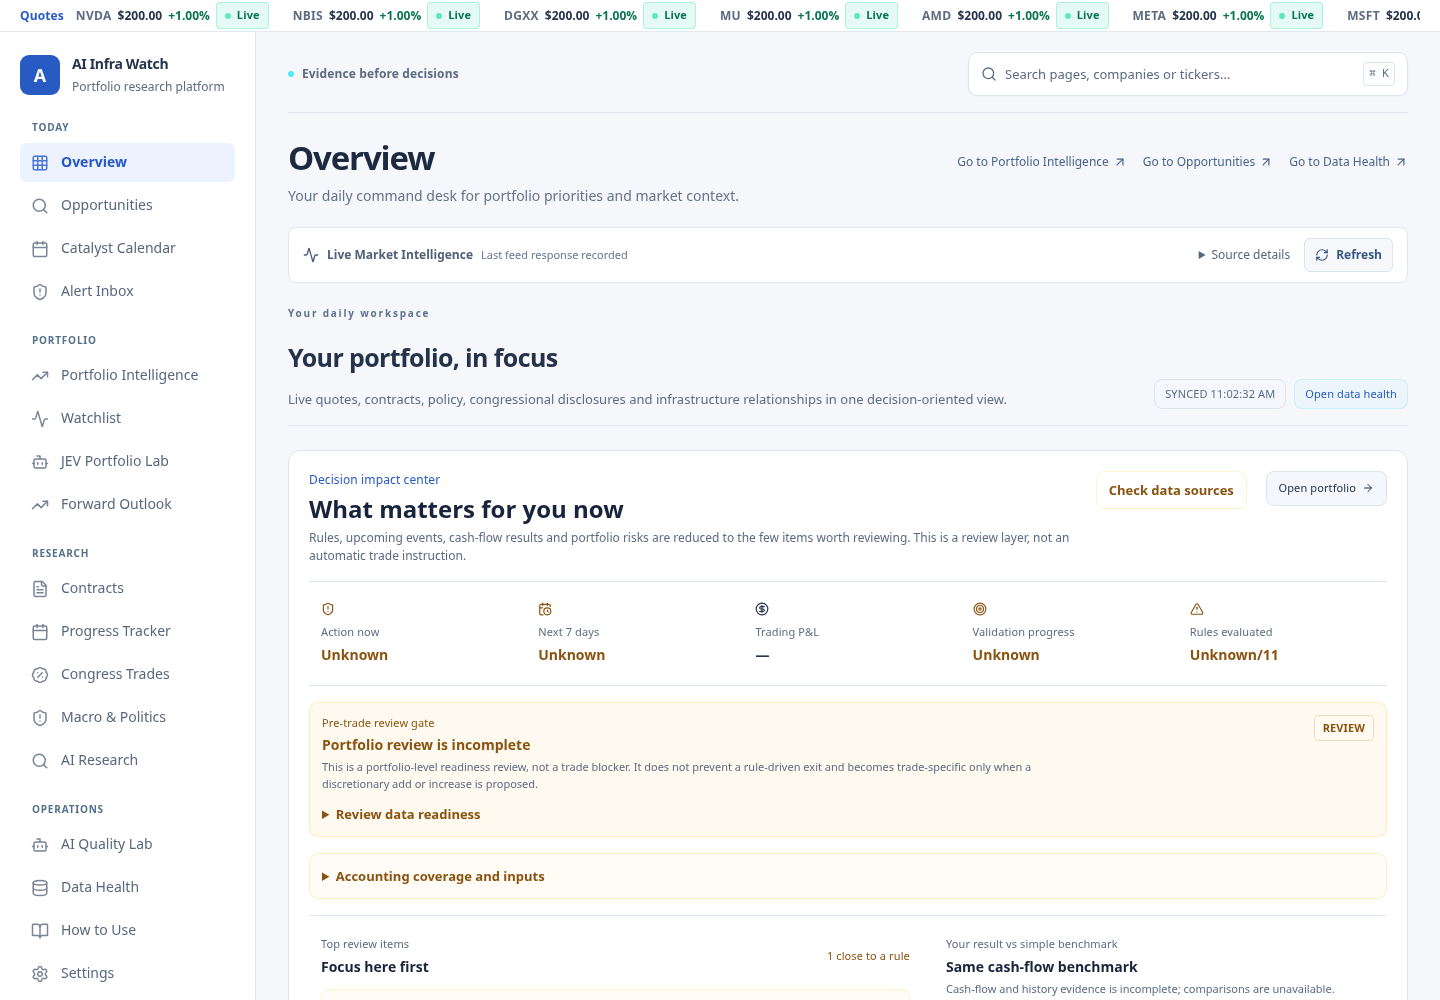 Quotes NVDA $200.00 +1.00% Live NBIS $200.00 +1.00% Live DGXX $200.00 +1.00% Live MU $200.00 +1.00% Live AMD $200.00 +1.00% Live META $200.00 +1.00% Live MSFT
A
AI Infra Watch
Portfolio research platform
Evidence before decisions
Search pages, companies or tickers...
⌘ K
TODAY
Overview
Opportunities
Catalyst Calendar
Alert Inbox
PORTFOLIO
Portfolio Intelligence
Watchlist
JEV Portfolio Lab
Forward Outlook
RESEARCH
Contracts
Progress Tracker
Congress Trades
Macro & Politics
AI Research
OPERATIONS
AI Quality Lab
Data Health
How to Use
Settings
Overview
Go to Portfolio Intelligence
Go to Opportunities
Go to Data Health
Your daily command desk for portfolio priorities and market context.
Live Market Intelligence Last feed response recorded
Source details
Refresh
Your daily workspace
Your portfolio, in focus
Live quotes, contracts, policy, congressional disclosures and infrastructure relationships in one decision-oriented view.
SYNCED 11:02:32 AM
Open data health
Decision impact center
What matters for you now
Rules, upcoming events, cash-flow results and portfolio risks are reduced to the few items worth reviewing. This is a review layer, not an
automatic trade instruction.
Check data sources
Open portfolio
Action now
Unknown
Next 7 days
Unknown
Trading P&L
—
Validation progress
Unknown
Rules evaluated
Unknown/11
Pre-trade review gate
Portfolio review is incomplete
This is a portfolio-level readiness review, not a trade blocker. It does not prevent a rule-driven exit and becomes trade-specific only when a
discretionary add or increase is proposed.
REVIEW
Review data readiness
Accounting coverage and inputs
Top review items
Focus here first
1 close to a rule
Your result vs simple benchmark
Same cash-flow benchmark
Cash-flow and history evidence is incomplete; comparisons are unavailable.